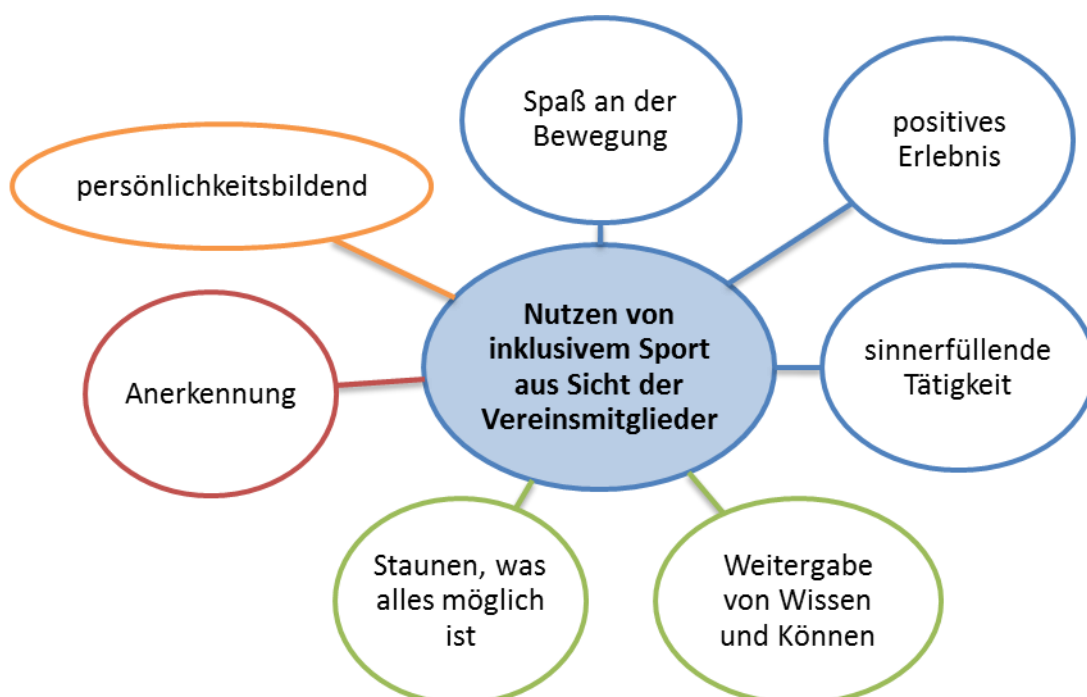 Spaß an der
Bewegung
positives
Erlebnis
persönlichkeitsbildend
Nutzen von
inklusivem Sport
aus Sicht der
Vereinsmitglieder
sinnerfüllende
Tätigkeit
Anerkennung
Staunen, was
alles möglich
ist
Weitergabe
von Wissen
und Können